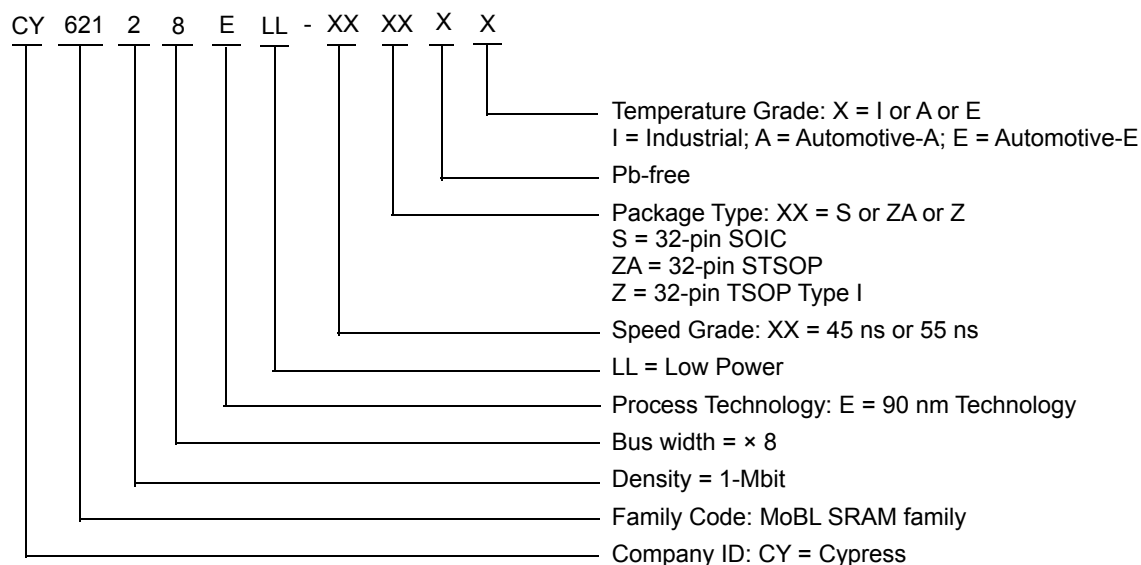 CY 621 2 8 E LL - XX XX X X
Temperature Grade: X = I or A or E
I = Industrial; A = Automotive-A; E = Automotive-E
Pb-free
Package Type: XX = S or ZA or Z
S = 32-pin SOIC
ZA = 32-pin STSOP
Z = 32-pin TSOP Type I
Speed Grade: XX = 45 ns or 55 ns
LL = Low Power
Process Technology: E = 90 nm Technology
Bus width = × 8
Density = 1-Mbit
Family Code: MoBL SRAM family
Company ID: CY = Cypress